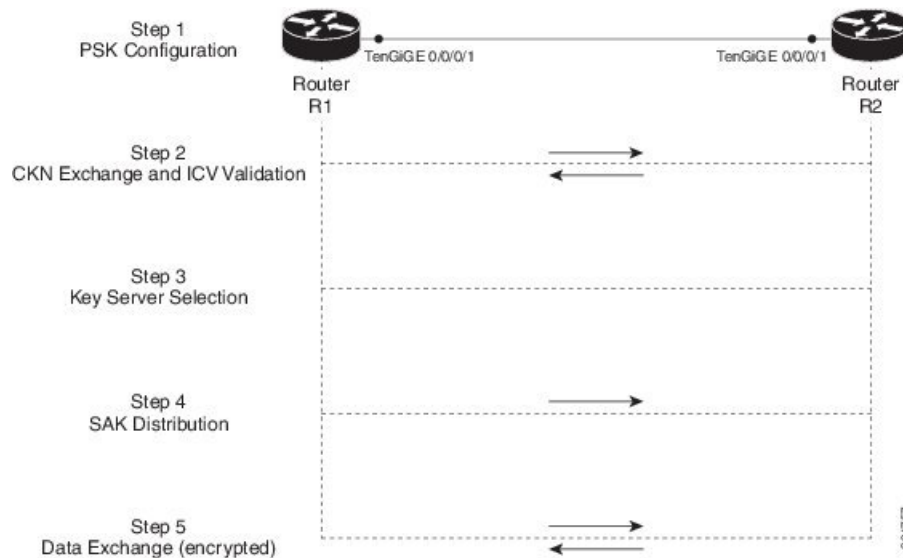 Step 1
PSK Configuration
TenGiGE 0/0/0/1
TenGiGE 0/0/0/1
Router
R1
Router
R2
Step 2
CKN Exchange and ICV Validation
Step 3
Key Server Selection
Step 4
SAK Distribution
Step 5
Data Exchange (encrypted)